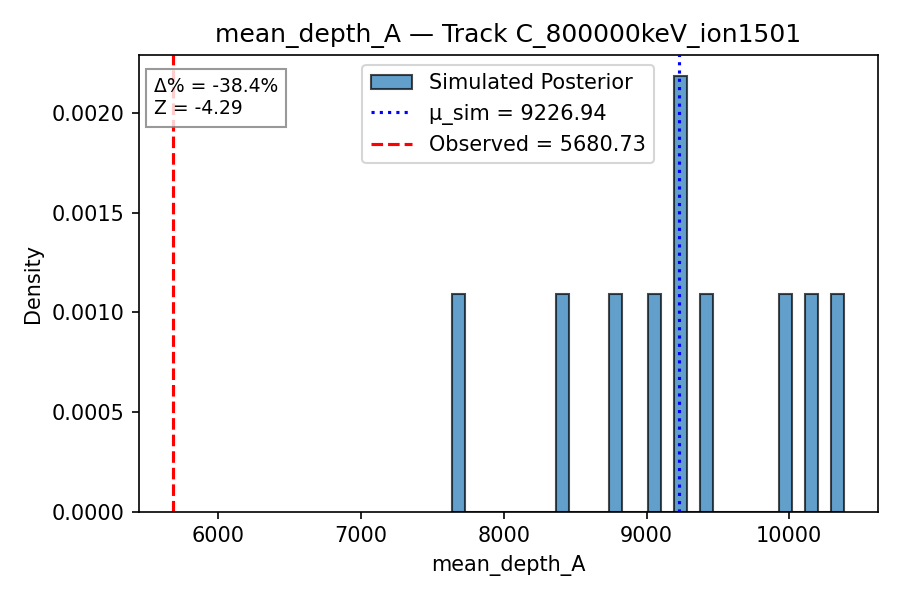 mean_depth_A — Track C_800000keV_ion1501
Δ% = -38.4%
Z = -4.29
Simulated Posterior
μ_sim = 9226.94
Observed = 5680.73
Density
0.0020
0.0015
0.0010
0.0005
0.0000
6000 7000 8000 9000 10000
mean_depth_A